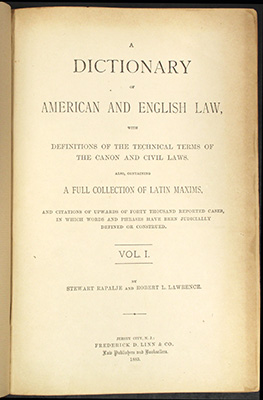 A
DICTIONARY
OF
AMERICAN AND ENGLISH LAW,
WITH
DEFINITIONS OF THE TECHNICAL TERMS OF
THE CANON AND CIVIL LAWS.
ALSO, CONTAINING
A FULL COLLECTION OF LATIN MAXIMS,
AND CITATIONS OF UPWARDS OF FORTY THOUSAND REPORTED CASES,
IN WHICH WORDS AND PHRASES HAVE BEEN JUDICIALLY
DEFINED OR CONSTRUED.
VOL. I.
BY
STEWART RAPALJE AND ROBERT L. LAWRENCE.
JERSEY CITY, N. J.:
FREDERICK D. LINN & CO.
Law Publishers and Booksellers.
1888.